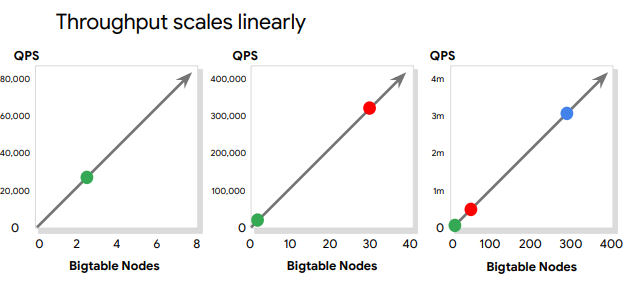 Throughput scales linearly
QPS
80,000
60,000
40,000
20,000
0
0 2 4 6 8
Bigtable Nodes
QPS
400,000
300,000
200,000
100,000
0
0 10 20 30 40
Bigtable Nodes
QPS
4m
3m
2m
1m
0
0 100 200 300 400
Bigtable Nodes